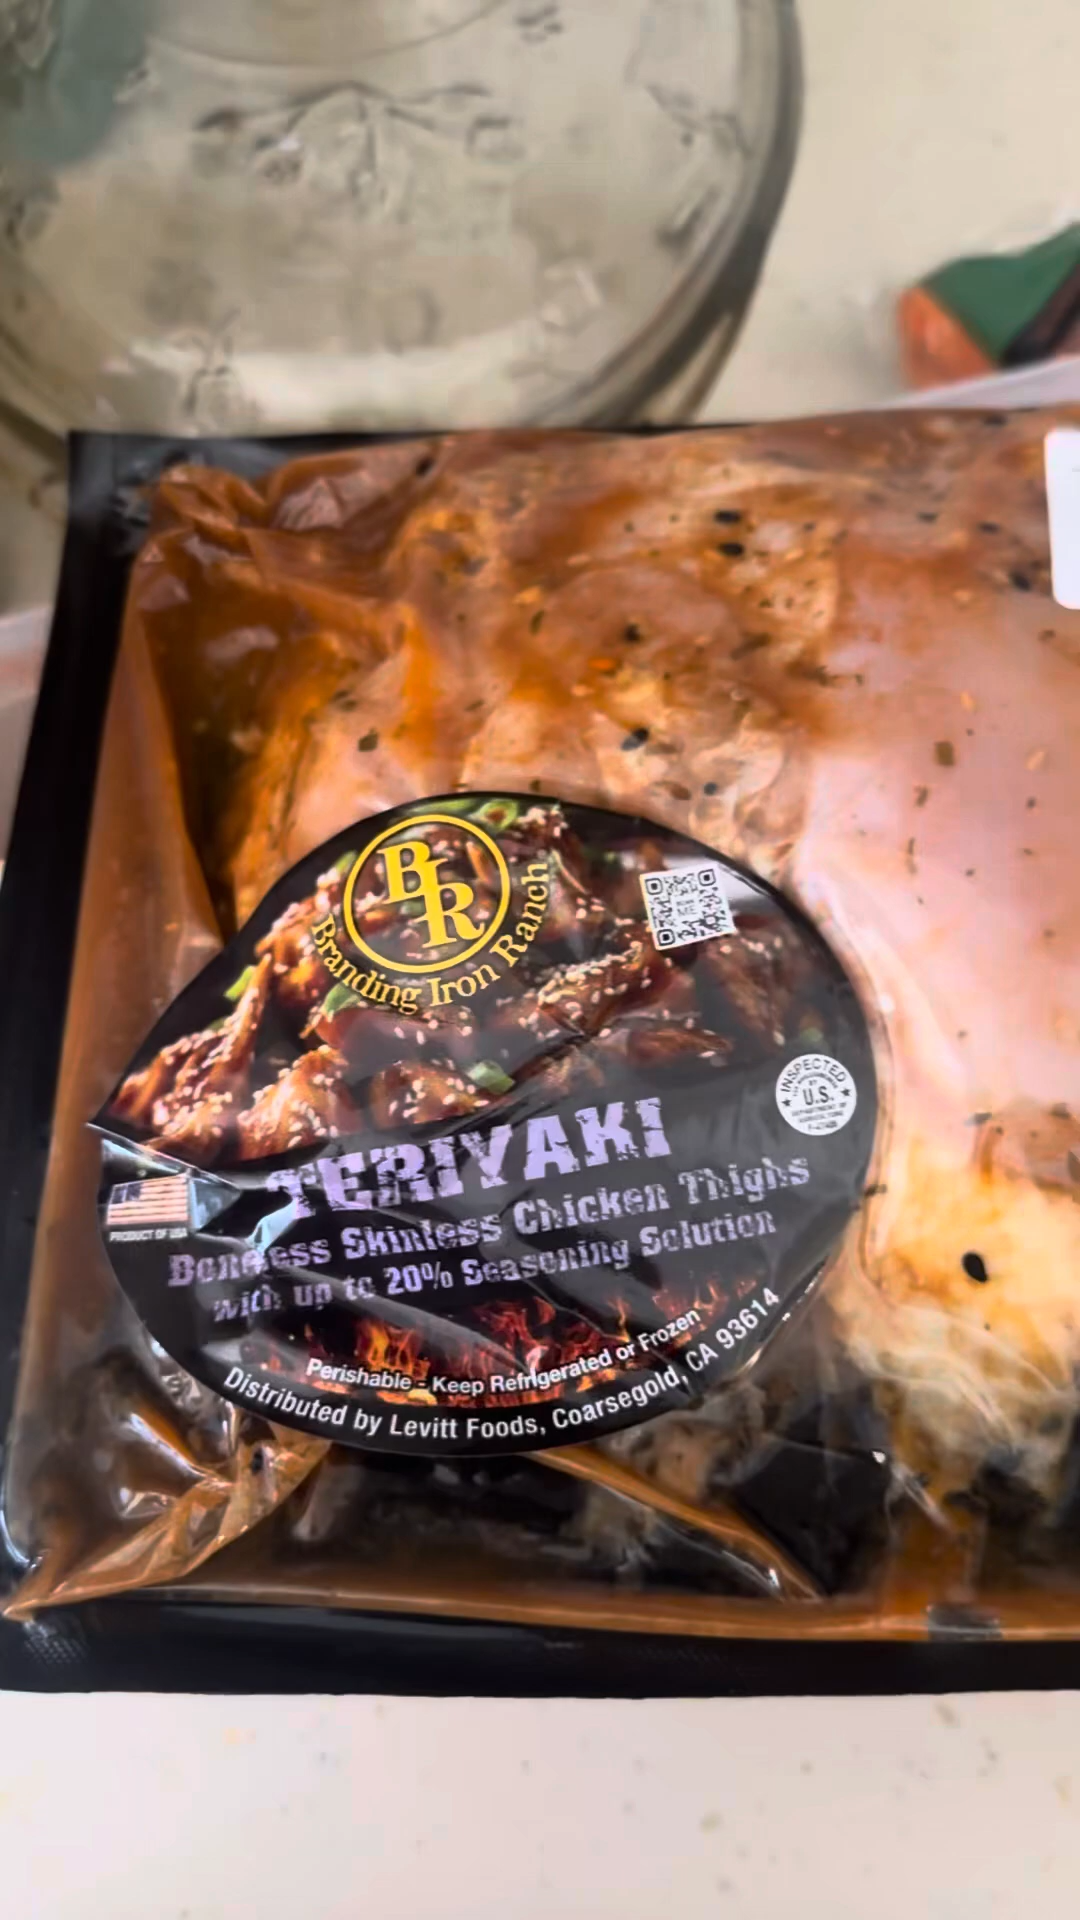 BIR
Branding Iron Ranch
INSPECTED
U.S.
PRODUCT OF USA
TERIYAKI
Boneless Skinless Chicken Thighs
with up to 20% Seasoning Solution
Perishable - Keep Refrigerated or Frozen
Distributed by Levitt Foods, Coarsegold, CA 93614